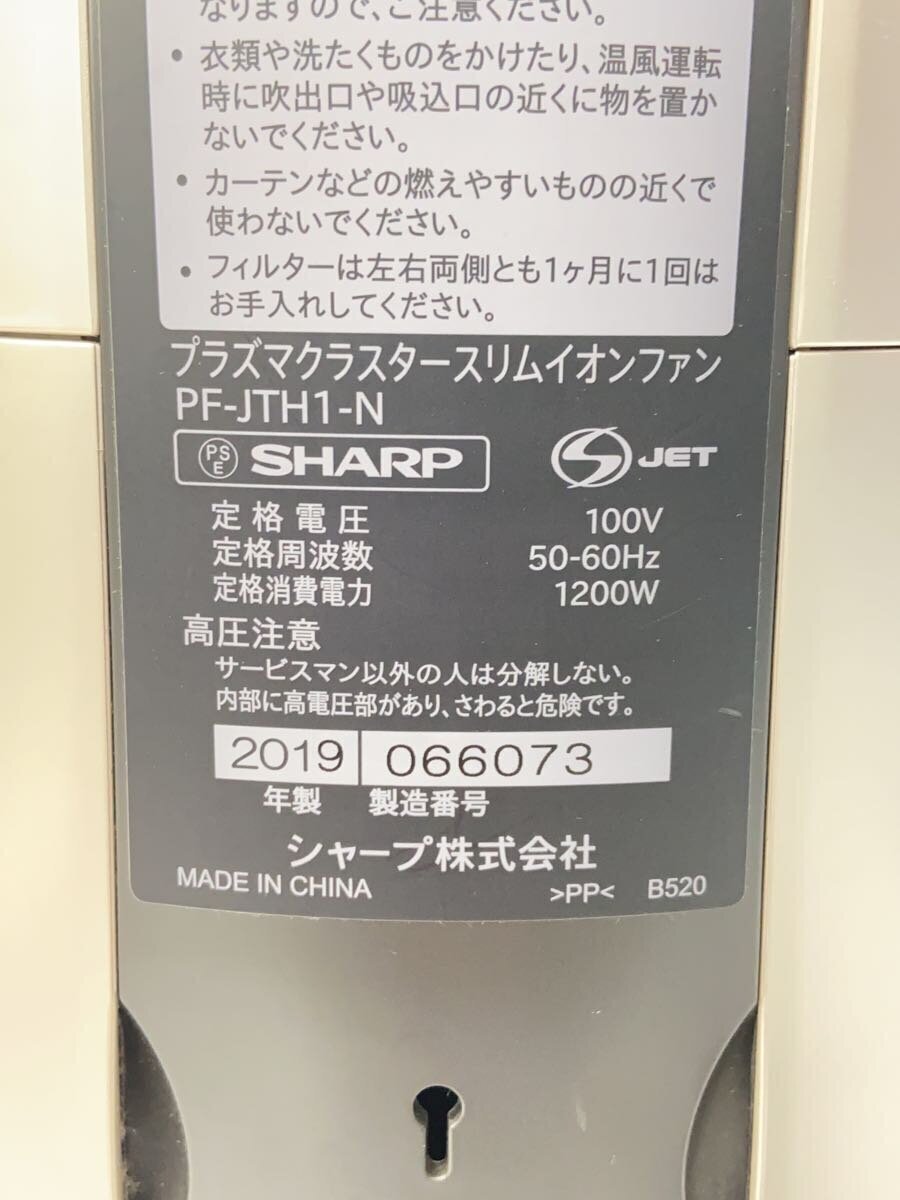 なりますので、ご注意ください。
• 衣類や洗たくものをかけたり、温風運転
時に吹出口や吸込口の近くに物を置か
ないでください。
• カーテンなどの燃えやすいものの近くで
使わないでください。
• フィルターは左右両側とも1ヶ月に1回は
お手入れしてください。
プラズマクラスタースリムイオンファン
PF-JTH1-N
PSE SHARP S JET
定格電圧 100V
定格周波数 50-60Hz
定格消費電力 1200W
高圧注意
サービスマン以外の人は分解しない。
内部に高電圧部があり、さわると危険です。
2019 066073
年製 製造番号
シャープ株式会社
MADE IN CHINA >PP< B520